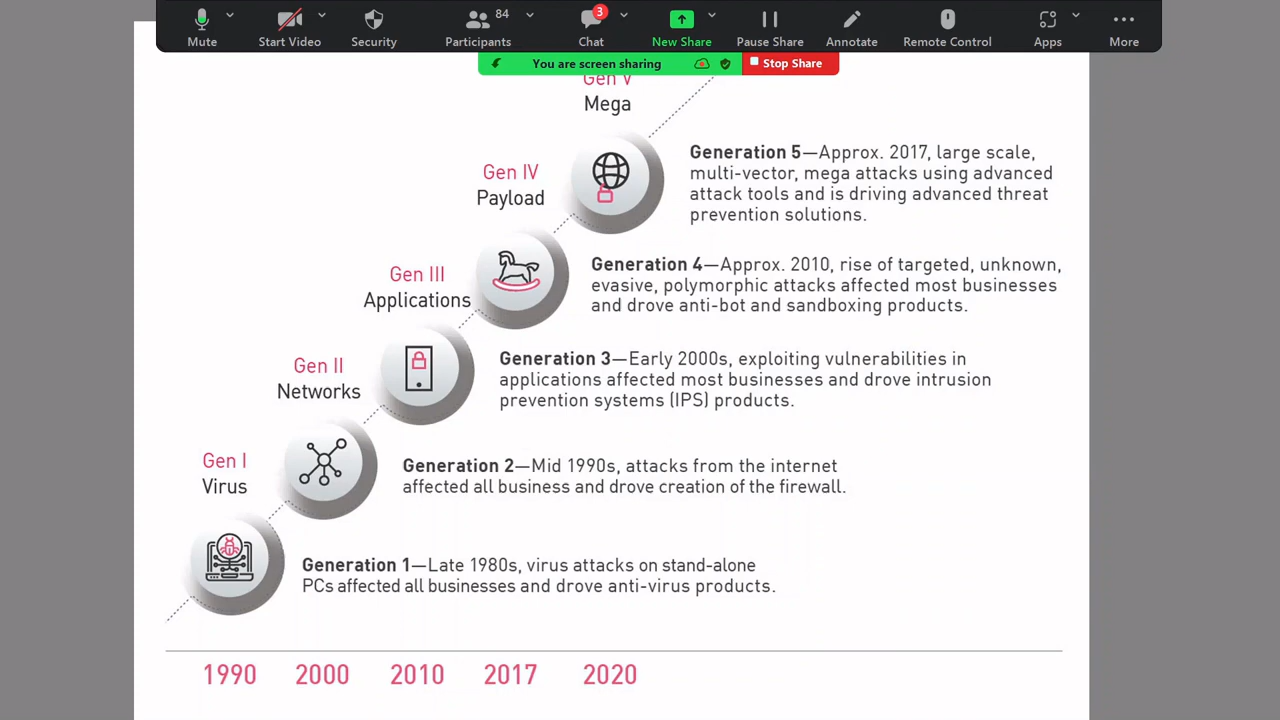 84
3
Mute
Start Video
Security
Participants
Chat
New Share
Pause Share
Annotate
Remote Control
Apps
More
You are screen sharing
Stop Share
Gen V
Mega
Generation 5—Approx. 2017, large scale,
multi-vector, mega attacks using advanced
attack tools and is driving advanced threat
prevention solutions.
Gen IV
Payload
Generation 4—Approx. 2010, rise of targeted, unknown,
evasive, polymorphic attacks affected most businesses
and drove anti-bot and sandboxing products.
Gen III
Applications
Generation 3—Early 2000s, exploiting vulnerabilities in
applications affected most businesses and drove intrusion
prevention systems (IPS) products.
Gen II
Networks
Generation 2—Mid 1990s, attacks from the internet
affected all business and drove creation of the firewall.
Gen I
Virus
Generation 1—Late 1980s, virus attacks on stand-alone
PCs affected all businesses and drove anti-virus products.
1990 2000 2010 2017 2020